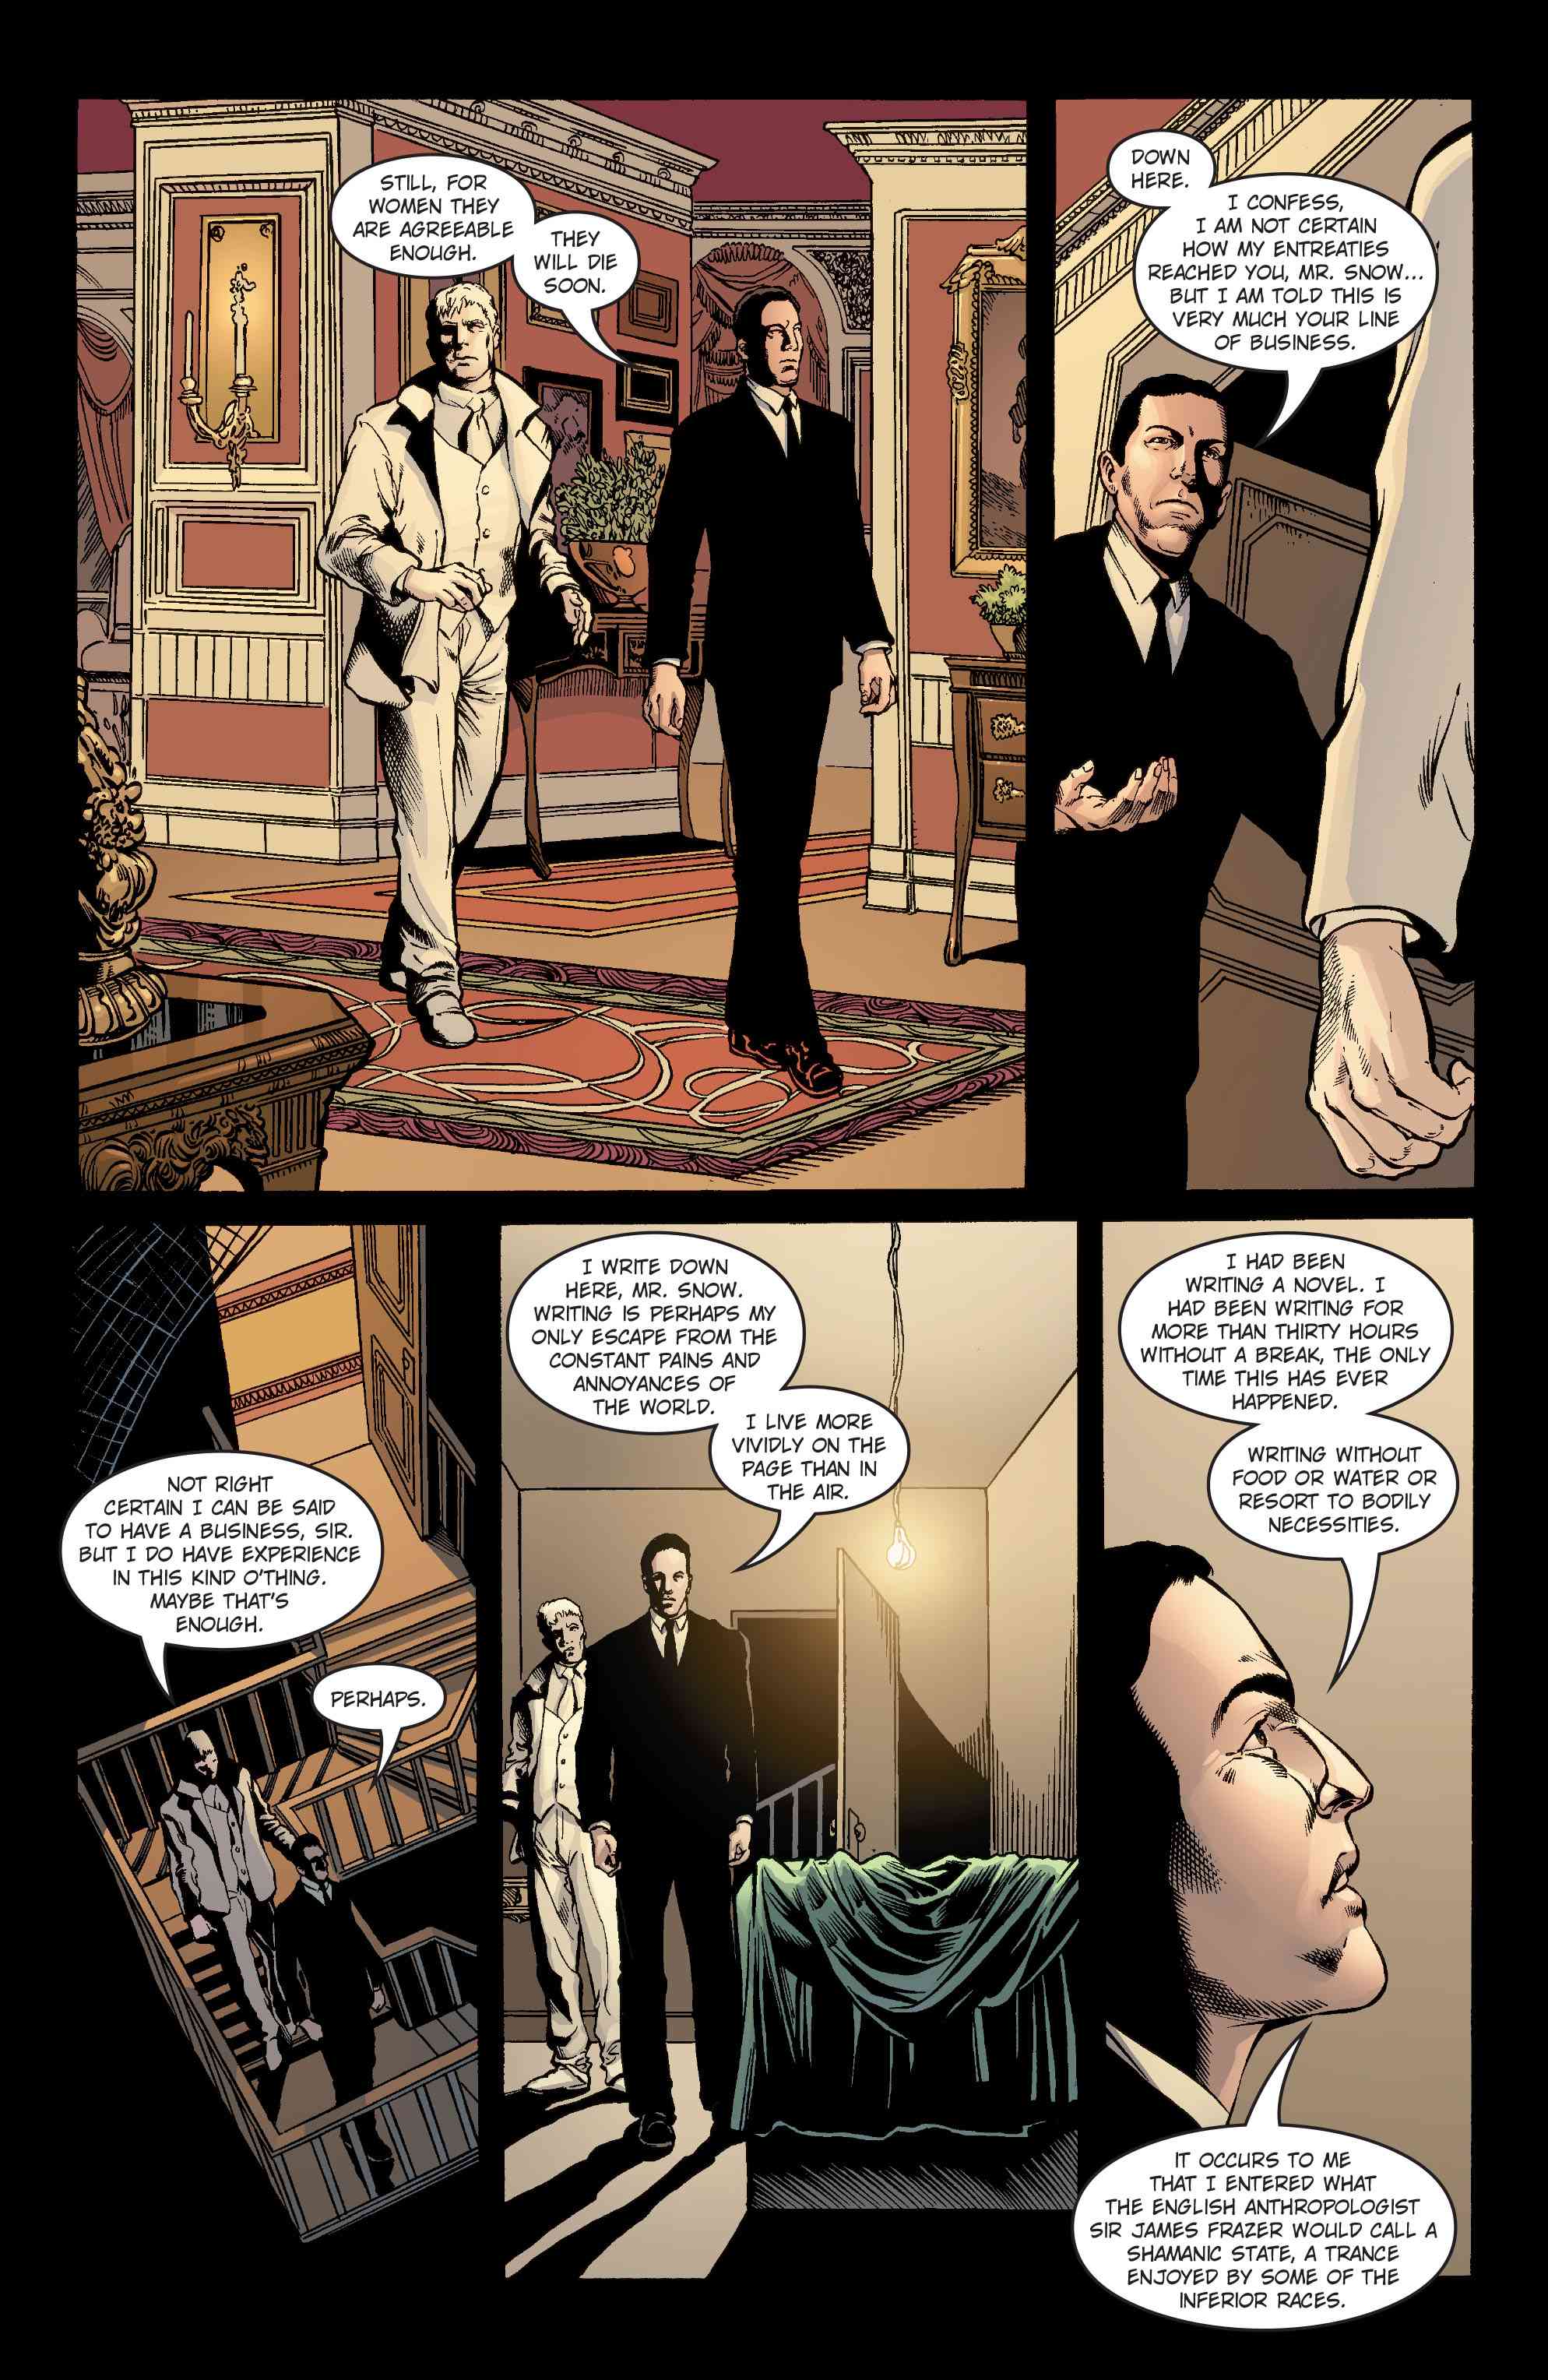 STILL, FOR
WOMEN THEY
ARE AGREEABLE
ENOUGH.
THEY
WILL DIE
SOON.
DOWN
HERE.
I CONFESS,
I AM NOT CERTAIN
HOW MY ENTREATIES
REACHED YOU, MR. SNOW...
BUT I AM TOLD THIS IS
VERY MUCH YOUR LINE
OF BUSINESS.
NOT RIGHT
CERTAIN I CAN BE SAID
TO HAVE A BUSINESS, SIR.
BUT I DO HAVE EXPERIENCE
IN THIS KIND O'THING.
MAYBE THAT'S
ENOUGH.
PERHAPS.
I WRITE DOWN
HERE, MR. SNOW.
WRITING IS PERHAPS MY
ONLY ESCAPE FROM THE
CONSTANT PAINS AND
ANNOYANCES OF
THE WORLD.
I LIVE MORE
VIVIDLY ON THE
PAGE THAN IN
THE AIR.
I HAD BEEN
WRITING A NOVEL. I
HAD BEEN WRITING FOR
MORE THAN THIRTY HOURS
WITHOUT A BREAK, THE ONLY
TIME THIS HAS EVER
HAPPENED.
WRITING WITHOUT
FOOD OR WATER OR
RESORT TO BODILY
NECESSITIES.
IT OCCURS TO ME
THAT I ENTERED WHAT
THE ENGLISH ANTHROPOLOGIST
SIR JAMES FRAZER WOULD CALL A
SHAMANIC STATE, A TRANCE
ENJOYED BY SOME OF THE
INFERIOR RACES.